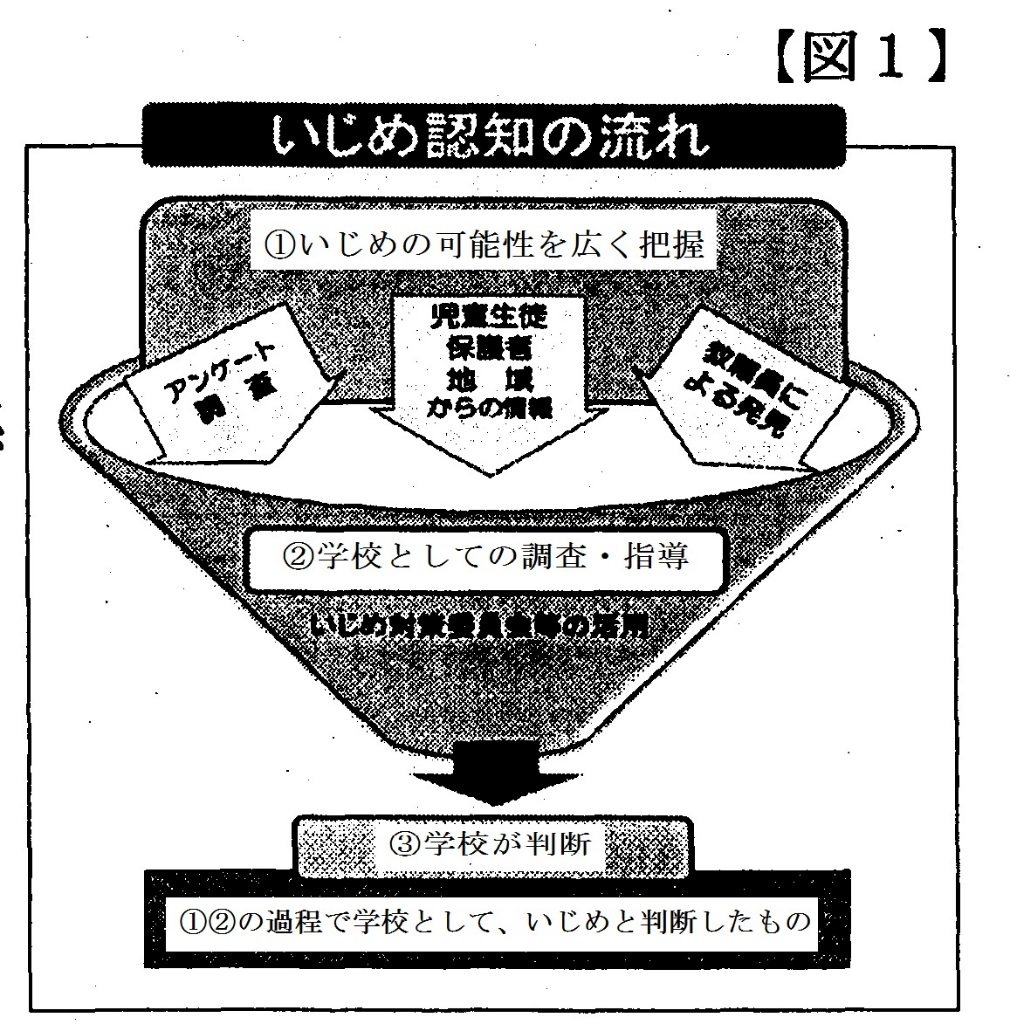 【図１】
いじめ認知の流れ
①いじめの可能性を広く把握
アンケート
調　査
児童生徒
保護者
地　域
からの情報
教職員に
よる発見
②学校としての調査・指導
いじめ対策委員会等の活用
③学校が判断
①②の過程で学校として、いじめと判断したもの